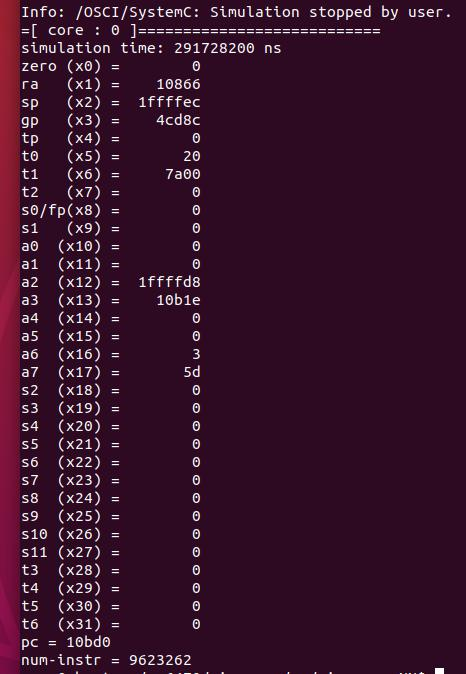 Info: /OSCI/SystemC: Simulation stopped by user.
=[ core : 0 ]===========================
simulation time: 291728200 ns
zero (x0) = 0
ra (x1) = 10866
sp (x2) = 1ffffec
gp (x3) = 4cd8c
tp (x4) = 0
t0 (x5) = 20
t1 (x6) = 7a00
t2 (x7) = 0
s0/fp(x8) = 0
s1 (x9) = 0
a0 (x10) = 0
a1 (x11) = 0
a2 (x12) = 1ffffd8
a3 (x13) = 10b1e
a4 (x14) = 0
a5 (x15) = 0
a6 (x16) = 3
a7 (x17) = 5d
s2 (x18) = 0
s3 (x19) = 0
s4 (x20) = 0
s5 (x21) = 0
s6 (x22) = 0
s7 (x23) = 0
s8 (x24) = 0
s9 (x25) = 0
s10 (x26) = 0
s11 (x27) = 0
t3 (x28) = 0
t4 (x29) = 0
t5 (x30) = 0
t6 (x31) = 0
pc = 10bd0
num-instr = 9623262